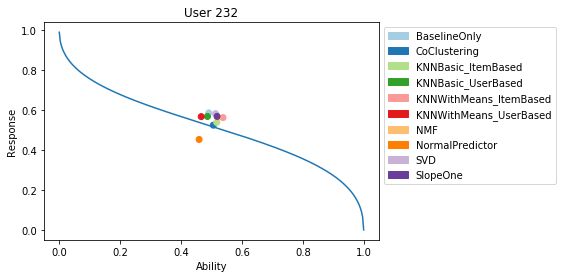 User 232
1.0
0.8
0.6
0.4
0.2
0.0
Response
0.0
0.2
0.4
0.6
0.8
1.0
Ability
BaselineOnly
CoClustering
KNNBasic_ItemBased
KNNBasic_UserBased
KNNWithMeans_ItemBased
KNNWithMeans_UserBased
NMF
NormalPredictor
SVD
SlopeOne